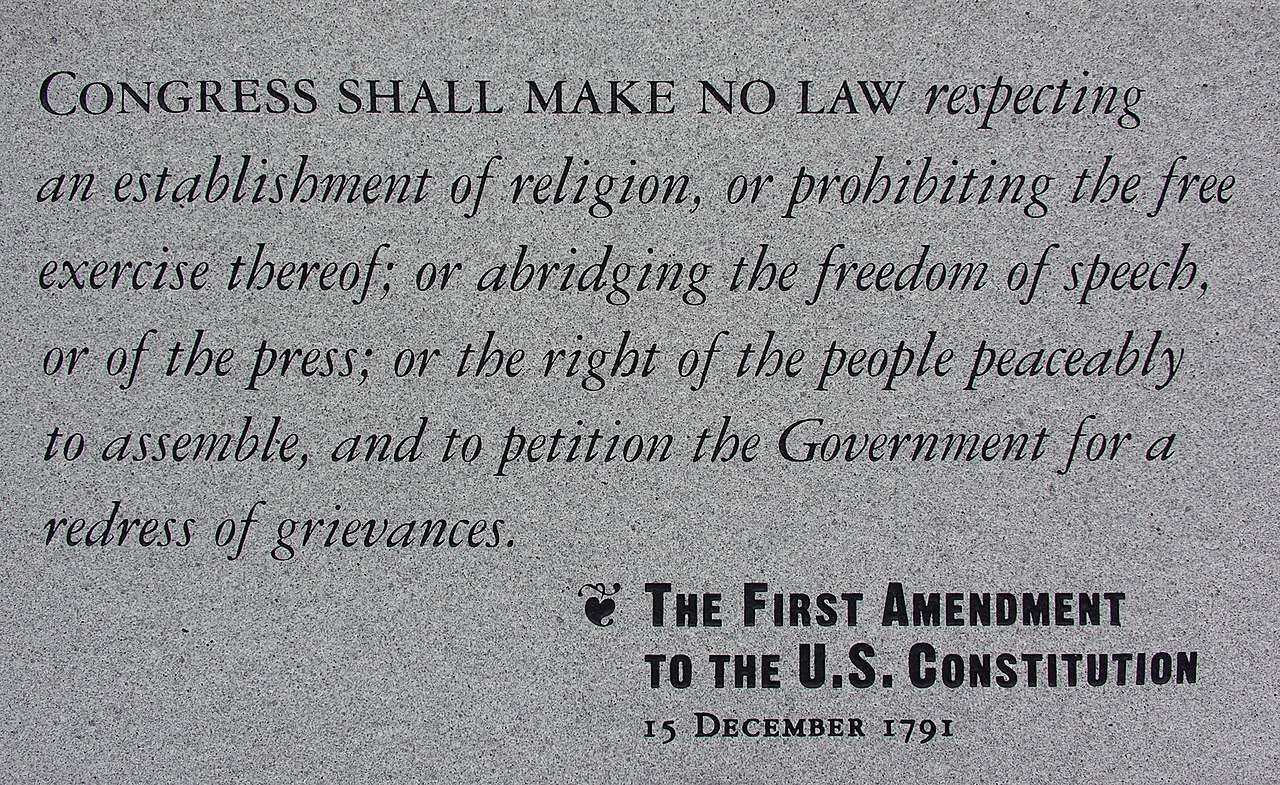 CONGRESS SHALL MAKE NO LAW respecting
an establishment of religion, or prohibiting the free
exercise thereof; or abridging the freedom of speech,
or of the press; or the right of the people peaceably
to assemble, and to petition the Government for a
redress of grievances.
❦ THE FIRST AMENDMENT
TO THE U.S. CONSTITUTION
15 DECEMBER 1791